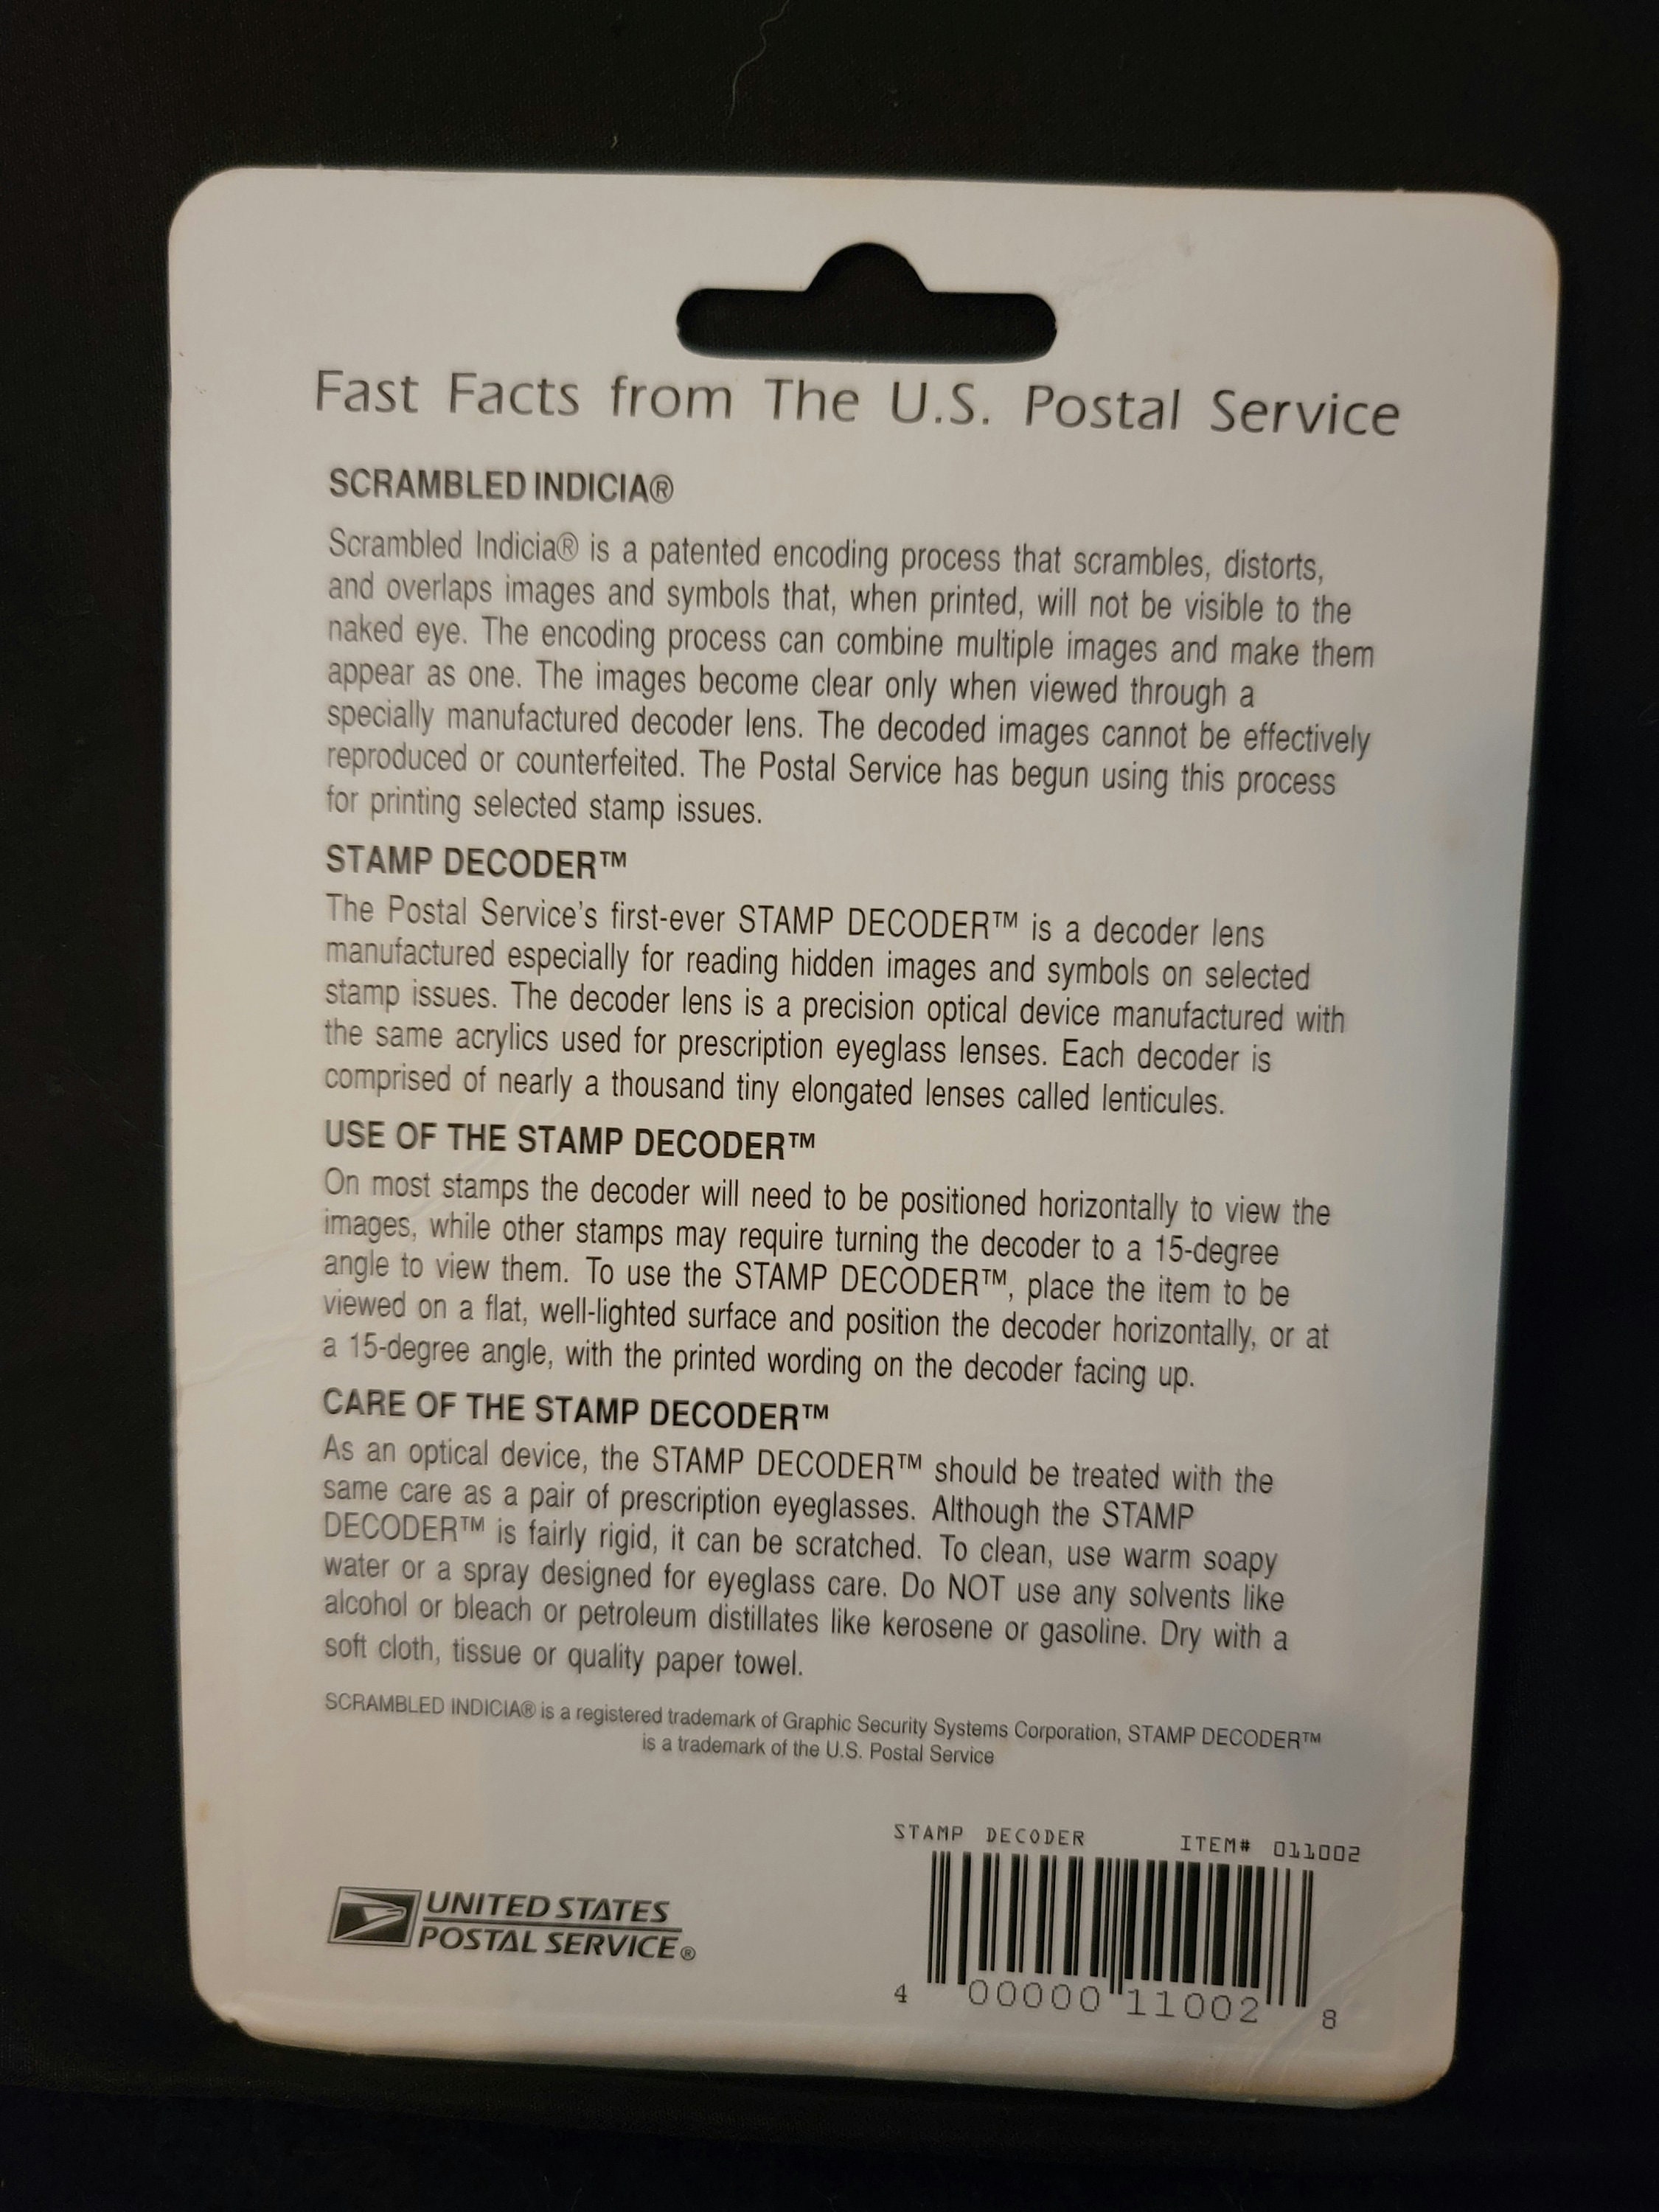 Fast Facts from The U.S. Postal Service
SCRAMBLED INDICIA®
Scrambled Indicia® is a patented encoding process that scrambles, distorts,
and overlaps images and symbols that, when printed, will not be visible to the
naked eye. The encoding process can combine multiple images and make them
appear as one. The images become clear only when viewed through a
specially manufactured decoder lens. The decoded images cannot be effectively
reproduced or counterfeited. The Postal Service has begun using this process
for printing selected stamp issues.
STAMP DECODER™
The Postal Service's first-ever STAMP DECODER™ is a decoder lens
manufactured especially for reading hidden images and symbols on selected
stamp issues. The decoder lens is a precision optical device manufactured with
the same acrylics used for prescription eyeglass lenses. Each decoder is
comprised of nearly a thousand tiny elongated lenses called lenticules.
USE OF THE STAMP DECODER™
On most stamps the decoder will need to be positioned horizontally to view the
images, while other stamps may require turning the decoder to a 15-degree
angle to view them. To use the STAMP DECODER™, place the item to be
viewed on a flat, well-lighted surface and position the decoder horizontally, or at
a 15-degree angle, with the printed wording on the decoder facing up.
CARE OF THE STAMP DECODER™
As an optical device, the STAMP DECODER™ should be treated with the
same care as a pair of prescription eyeglasses. Although the STAMP
DECODER™ is fairly rigid, it can be scratched. To clean, use warm soapy
water or a spray designed for eyeglass care. Do NOT use any solvents like
alcohol or bleach or petroleum distillates like kerosene or gasoline. Dry with a
soft cloth, tissue or quality paper towel.
SCRAMBLED INDICIA® is a registered trademark of Graphic Security Systems Corporation, STAMP DECODER™
is a trademark of the U.S. Postal Service
STAMP DECODER ITEM# 011002
UNITED STATES
POSTAL SERVICE®
4 00000 11002 8